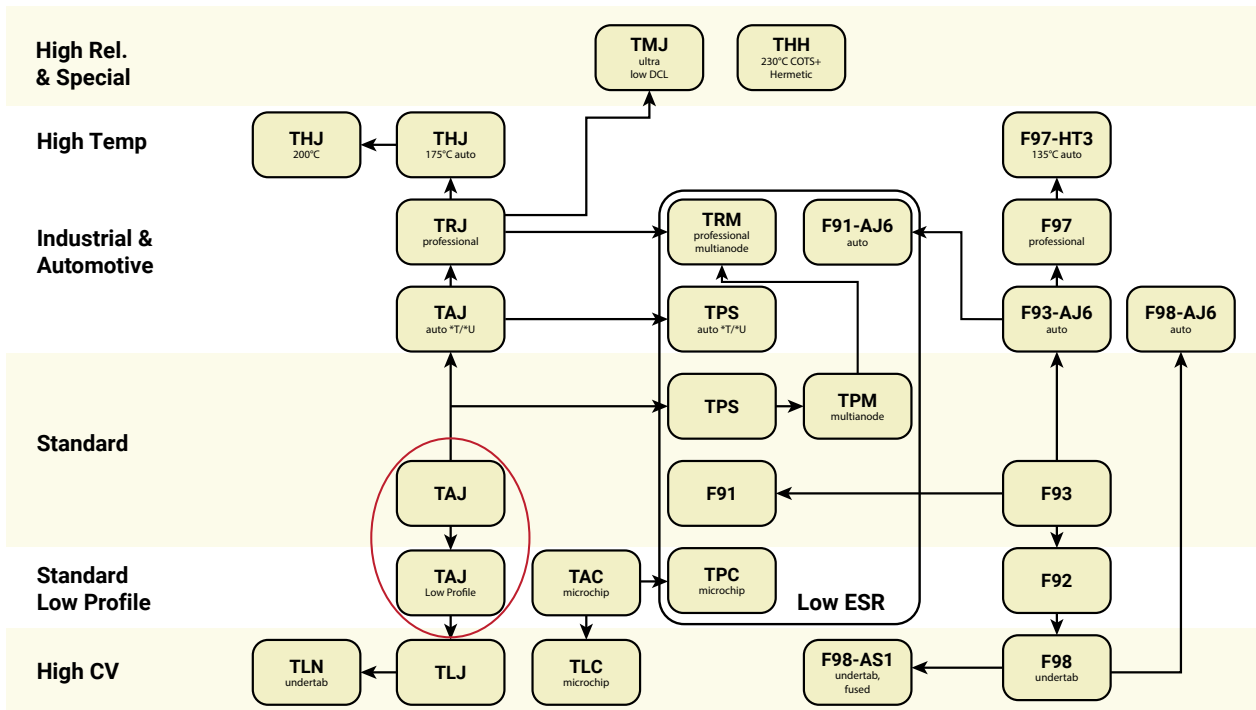 High Rel.
& Special
TMJ
ultra
low DCL
THH
230°C COTS+
Hermetic
High Temp
THJ
200°C
THJ
175°C auto
F97-HT3
135°C auto
Industrial &
Automotive
TRJ
professional
TRM
professional
multianode
F91-AJ6
auto
F97
professional
TAJ
auto *T/*U
TPS
auto *T/*U
F93-AJ6
auto
F98-AJ6
auto
Standard
TPS
TPM
multianode
TAJ
F91
F93
Standard
Low Profile
TAJ
Low Profile
TAC
microchip
TPC
microchip
Low ESR
F92
High CV
TLN
undertab
TLJ
TLC
microchip
F98-AS1
undertab,
fused
F98
undertab